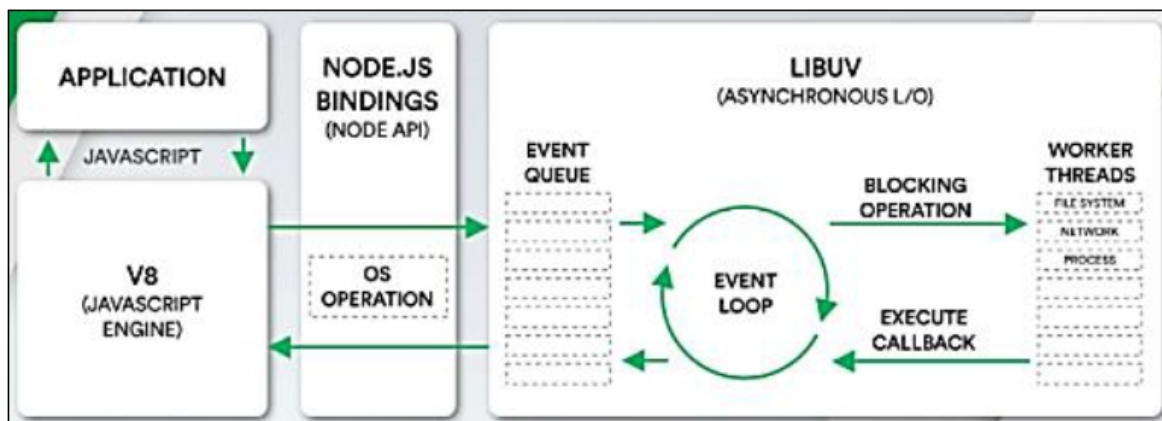 APPLICATION
JAVASCRIPT
V8
(JAVASCRIPT
ENGINE)
NODE.JS
BINDINGS
(NODE API)
OS
OPERATION
LIBUV
(ASYNCHRONOUS L/O)
EVENT
QUEUE
EVENT
LOOP
BLOCKING
OPERATION
EXECUTE
CALLBACK
WORKER
THREADS
FILE SYSTEM
NETWORK
PROCESS